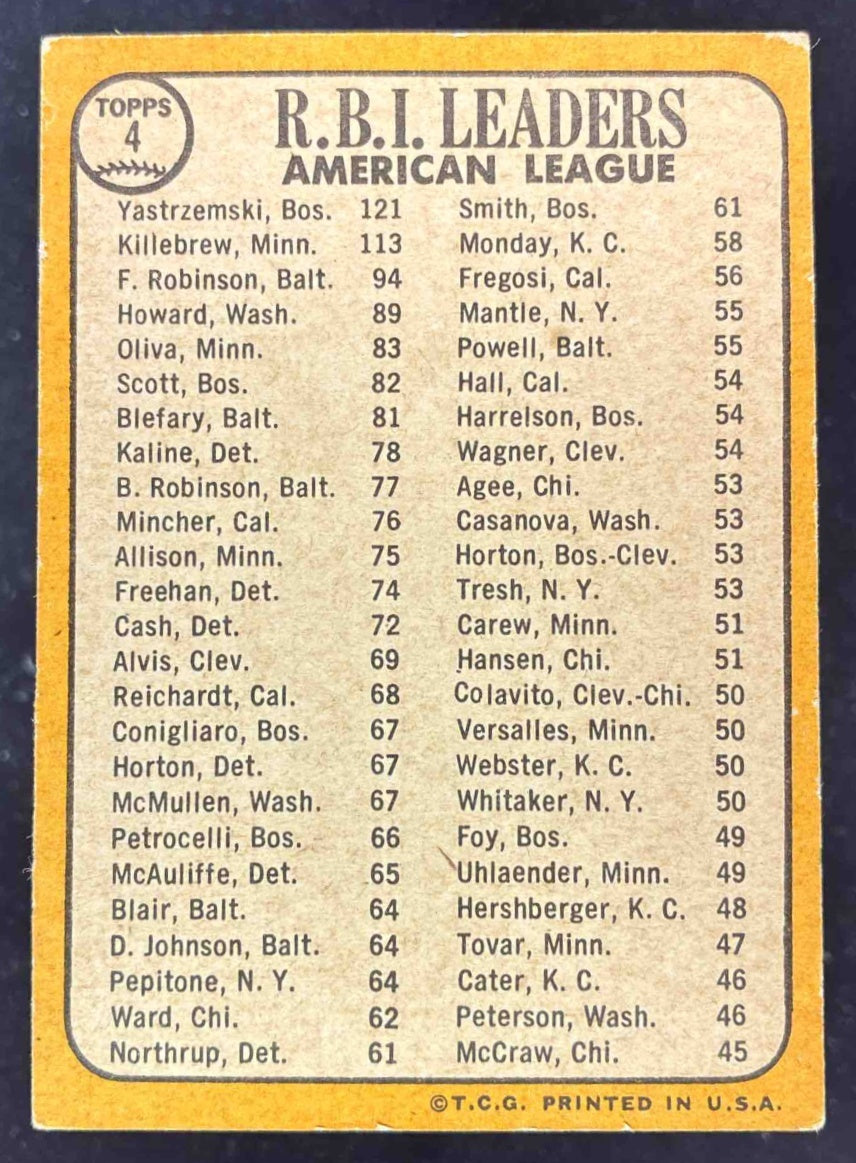 TOPPS
4
R.B.I. LEADERS
AMERICAN LEAGUE
Yastrzemski, Bos. 121
Killebrew, Minn. 113
F. Robinson, Balt. 94
Howard, Wash. 89
Oliva, Minn. 83
Scott, Bos. 82
Blefary, Balt. 81
Kaline, Det. 78
B. Robinson, Balt. 77
Mincher, Cal. 76
Allison, Minn. 75
Freehan, Det. 74
Cash, Det. 72
Alvis, Clev. 69
Reichardt, Cal. 68
Conigliaro, Bos. 67
Horton, Det. 67
McMullen, Wash. 67
Petrocelli, Bos. 66
McAuliffe, Det. 65
Blair, Balt. 64
D. Johnson, Balt. 64
Pepitone, N. Y. 64
Ward, Chi. 62
Northrup, Det. 61
Smith, Bos. 61
Monday, K. C. 58
Fregosi, Cal. 56
Mantle, N. Y. 55
Powell, Balt. 55
Hall, Cal. 54
Harrelson, Bos. 54
Wagner, Clev. 54
Agee, Chi. 53
Casanova, Wash. 53
Horton, Bos.-Clev. 53
Tresh, N. Y. 53
Carew, Minn. 51
Hansen, Chi. 51
Colavito, Clev.-Chi. 50
Versalles, Minn. 50
Webster, K. C. 50
Whitaker, N. Y. 50
Foy, Bos. 49
Uhlaender, Minn. 49
Hershberger, K. C. 48
Tovar, Minn. 47
Cater, K. C. 46
Peterson, Wash. 46
McCraw, Chi. 45
©T.C.G. PRINTED IN U.S.A.